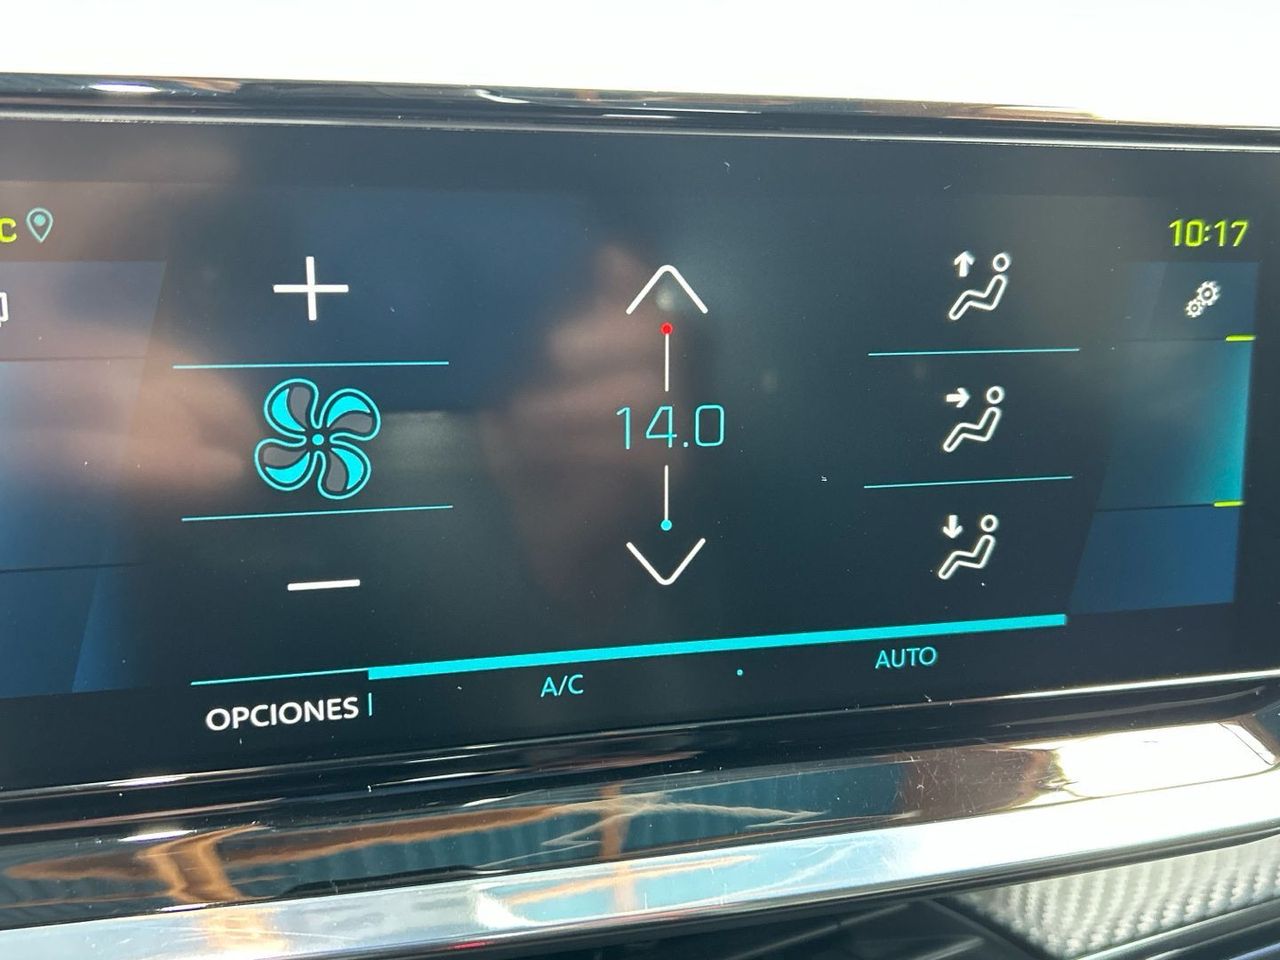 C
10:17
14.0
A/C
AUTO
OPCIONES